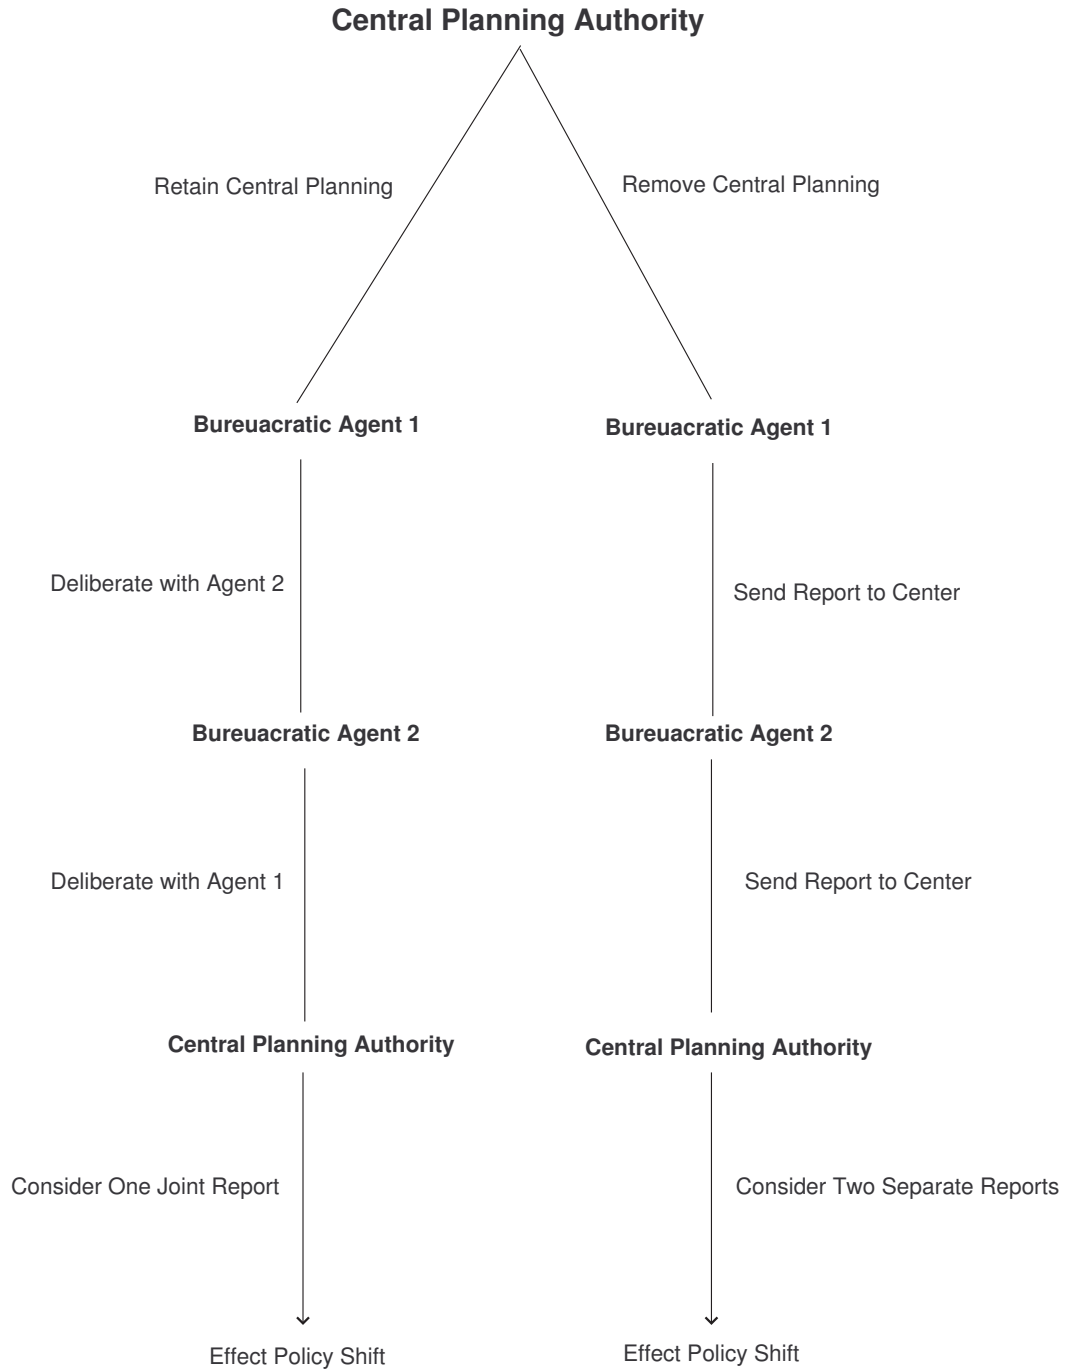 Central Planning Authority
Retain Central Planning
Remove Central Planning
Bureuacratic Agent 1
Bureuacratic Agent 1
Deliberate with Agent 2
Send Report to Center
Bureuacratic Agent 2
Bureuacratic Agent 2
Deliberate with Agent 1
Send Report to Center
Central Planning Authority
Central Planning Authority
Consider One Joint Report
Consider Two Separate Reports
Effect Policy Shift
Effect Policy Shift